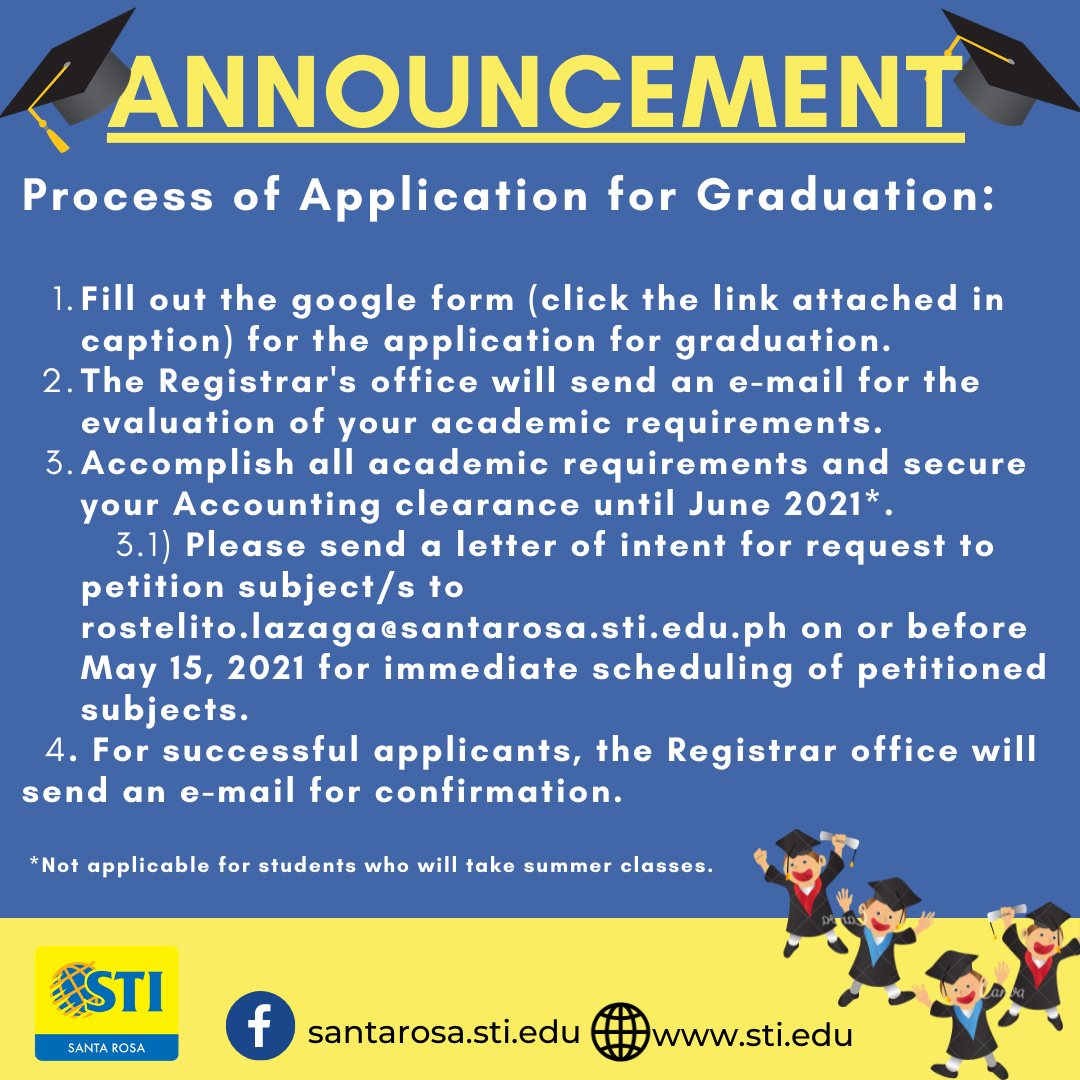 ANNOUNCEMENT
Process of Application for Graduation:
1. Fill out the google form (click the link attached in
caption) for the application for graduation.
2. The Registrar's office will send an e-mail for the
evaluation of your academic requirements.
3. Accomplish all academic requirements and secure
your Accounting clearance until June 2021*.
3.1) Please send a letter of intent for request to
petition subject/s to
rostelito.lazaga@santarosa.sti.edu.ph on or before
May 15, 2021 for immediate scheduling of petitioned
subjects.
4. For successful applicants, the Registrar office will
send an e-mail for confirmation.
*Not applicable for students who will take summer classes.
Canva
Canva
STI
SANTA ROSA
santarosa.sti.edu
www.sti.edu